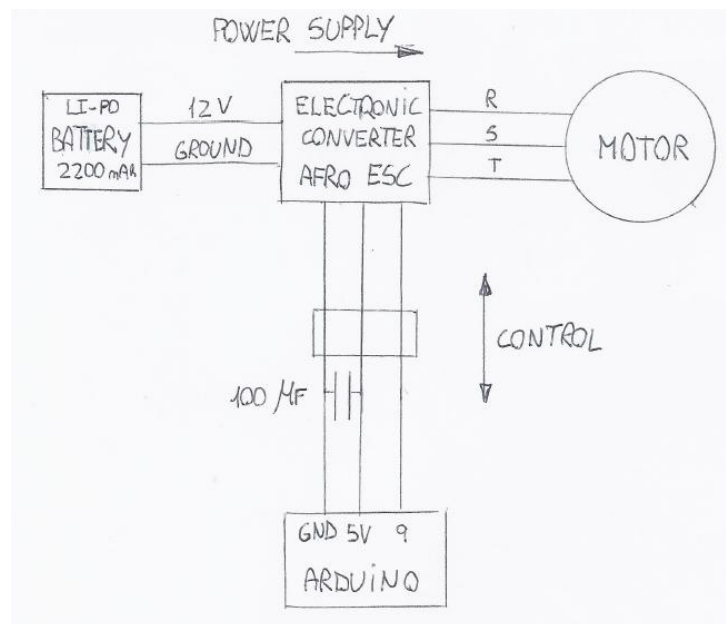 POWER SUPPLY
LI-PO
BATTERY
2200 mAh
12V
GROUND
ELECTRONIC
CONVERTER
AFRO ESC
R
S
T
MOTOR
CONTROL
100 µF
GND 5V 9
ARDUiNO